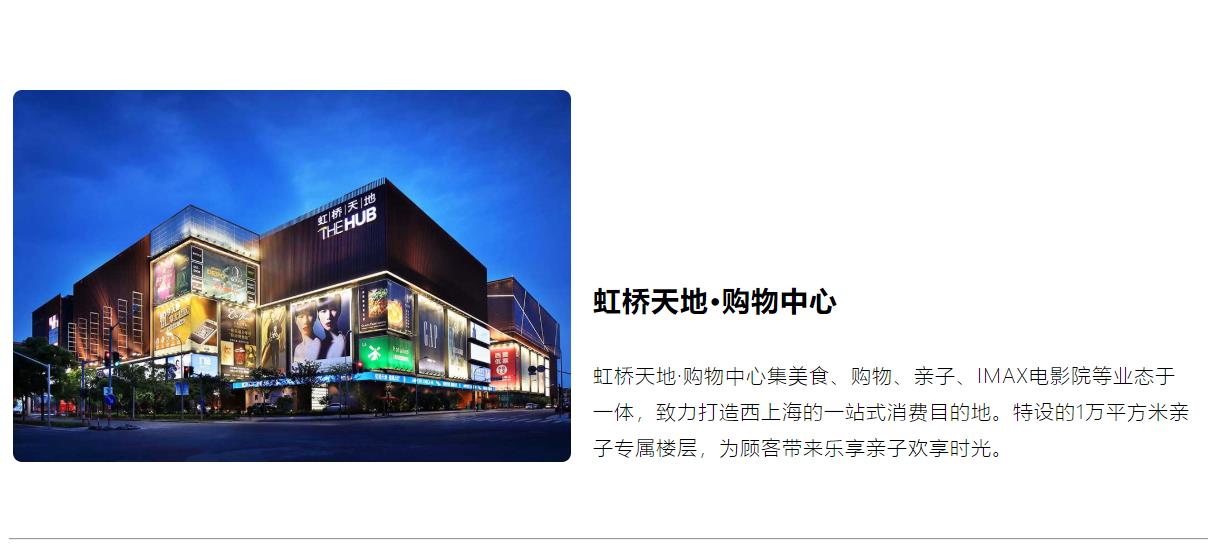 虹桥天地
THE HUB
GAP
虹桥天地·购物中心
虹桥天地·购物中心集美食、购物、亲子、IMAX电影院等业态于
一体，致力打造西上海的一站式消费目的地。特设的1万平方米亲
子专属楼层，为顾客带来乐享亲子欢享时光。